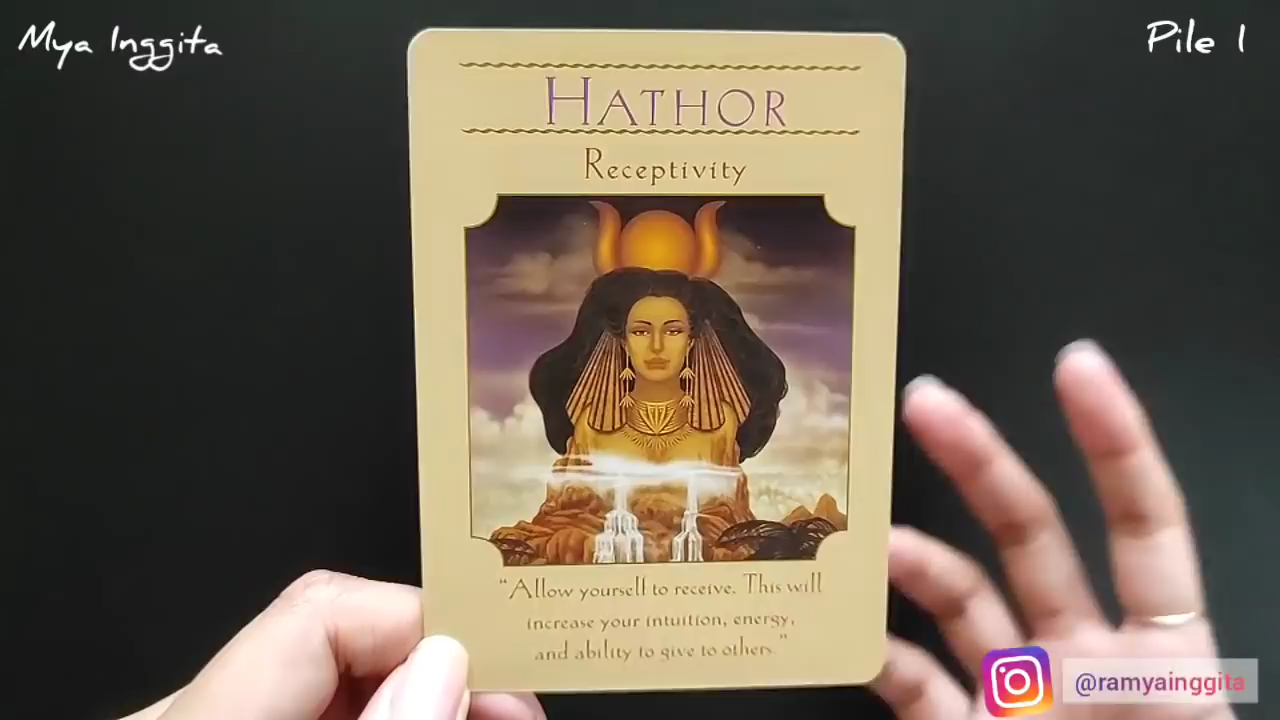 Mya Inggita
Pile 1
HATHOR
Receptivity
"Allow yourself to receive. This will
increase your intuition, energy,
and ability to give to others."
@ramyainggita